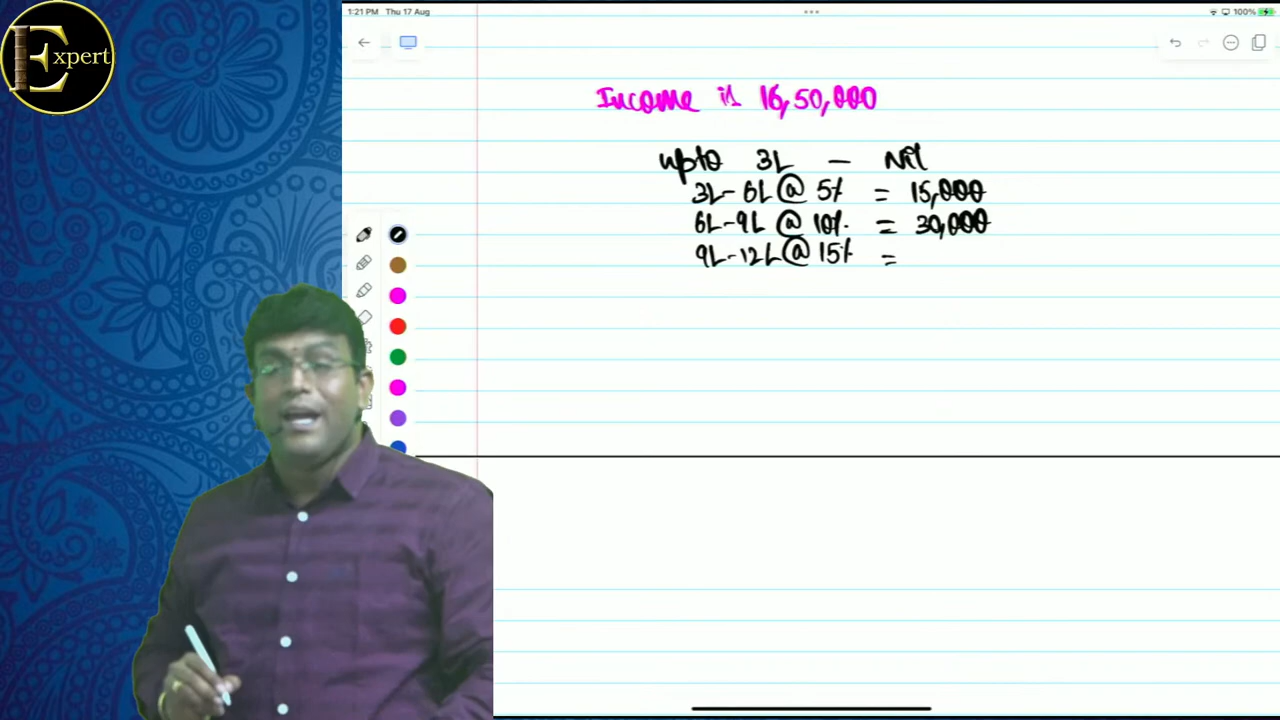 Expert
1:21 PM Thu 17 Aug
100%
Income is 16,50,000
upto 3L — Nil
3L-6L @ 5% = 15,000
6L-9L @ 10% = 30,000
9L-12L @ 15% =